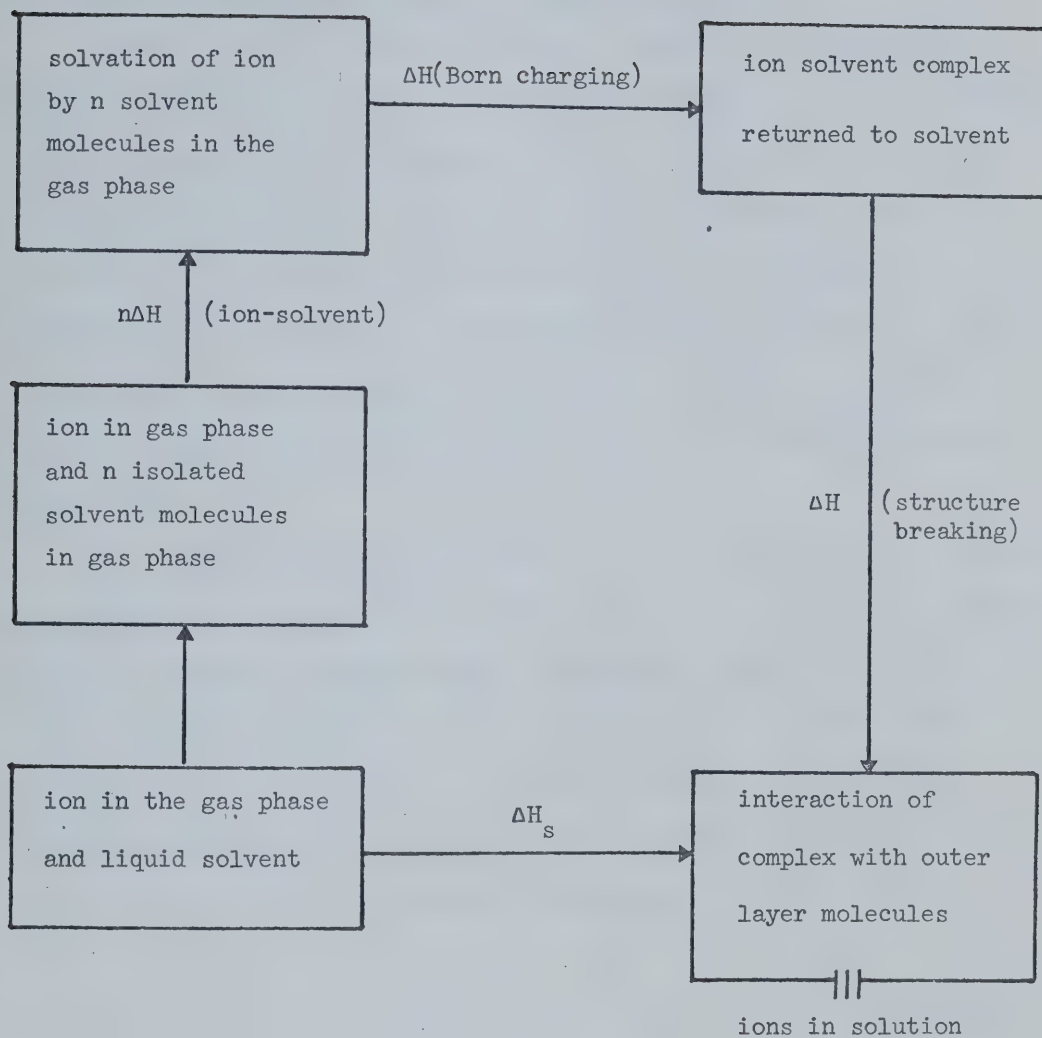 solvation of ion
by n solvent
molecules in the
gas phase
ΔH(Born charging)
ion solvent complex
returned to solvent
nΔH (ion-solvent)
ion in gas phase
and n isolated
solvent molecules
in gas phase
ΔH (structure
breaking)
ion in the gas phase
and liquid solvent
ΔH_s
interaction of
complex with outer
layer molecules
ions in solution